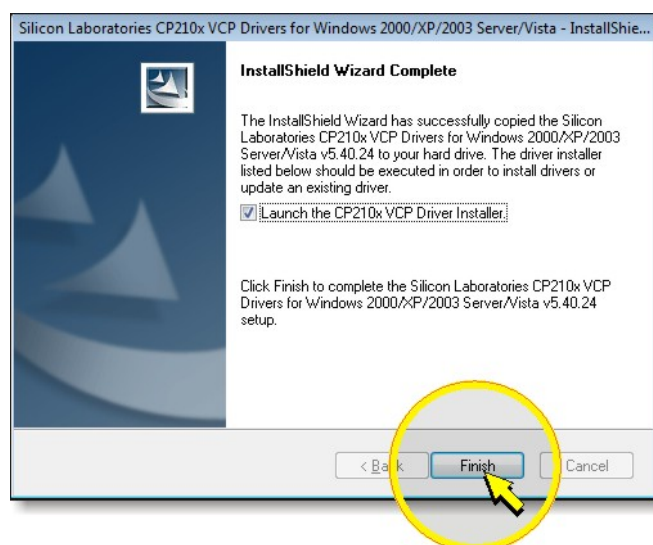 Silicon Laboratories CP210x VCP Drivers for Windows 2000/XP/2003 Server/Vista - InstallShie...
InstallShield Wizard Complete
The InstallShield Wizard has successfully copied the Silicon
Laboratories CP210x VCP Drivers for Windows 2000/XP/2003
Server/Vista v5.40.24 to your hard drive. The driver installer
listed below should be executed in order to install drivers or
update an existing driver.
Launch the CP210x VCP Driver Installer.
Click Finish to complete the Silicon Laboratories CP210x VCP
Drivers for Windows 2000/XP/2003 Server/Vista v5.40.24
setup.
< Back Finish Cancel